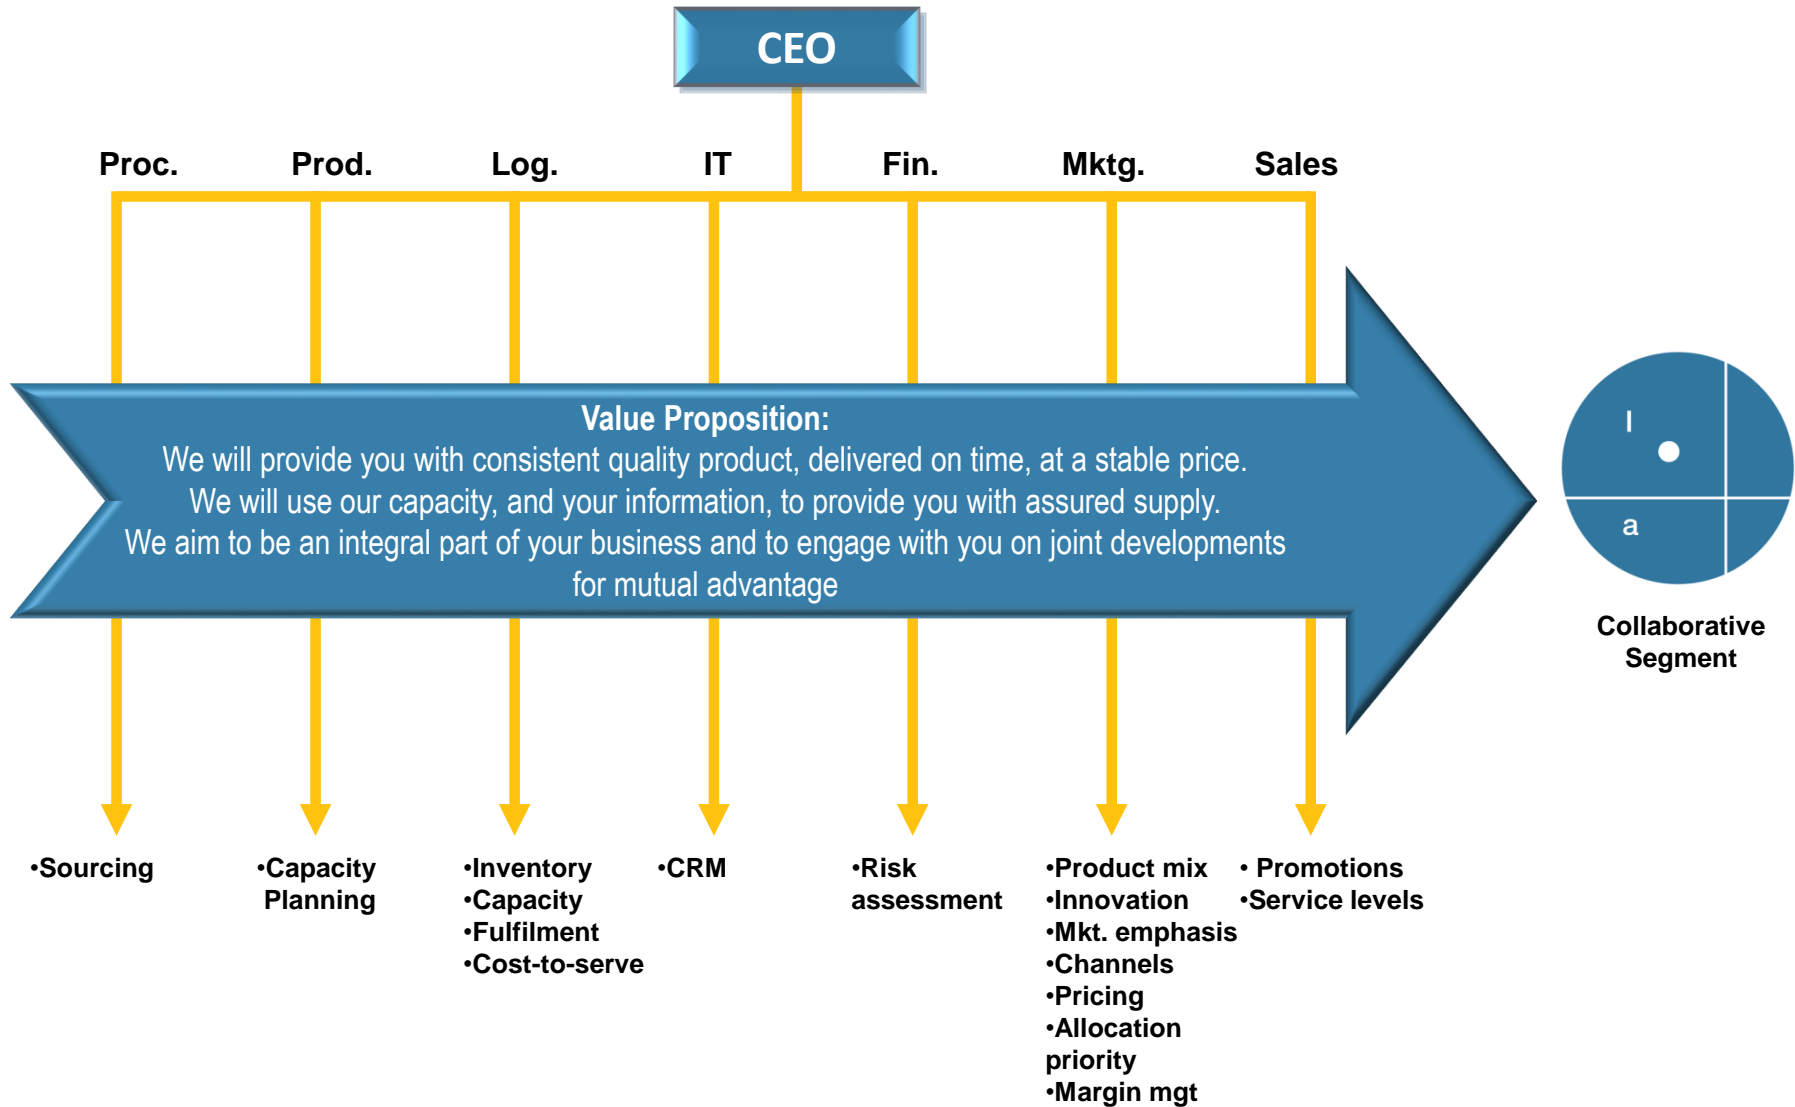 CEO
Proc.
Prod.
Log.
IT
Fin.
Mktg.
Sales
Value Proposition:
We will provide you with consistent quality product, delivered on time, at a stable price.
We will use our capacity, and your information, to provide you with assured supply.
We aim to be an integral part of your business and to engage with you on joint developments
for mutual advantage
I
a
Collaborative
Segment
•Sourcing
•Capacity
Planning
•Inventory
•Capacity
•Fulfilment
•Cost-to-serve
•CRM
•Risk
assessment
•Product mix
•Innovation
•Mkt. emphasis
•Channels
•Pricing
•Allocation
priority
•Margin mgt
• Promotions
•Service levels